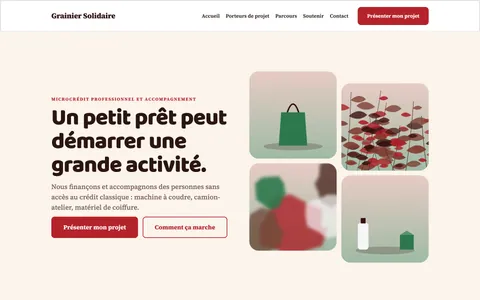 Grainier Solidaire
Accueil Porteurs de projet Parcours Soutenir Contact Présenter mon projet
MICROCRÉDIT PROFESSIONNEL ET ACCOMPAGNEMENT
Un petit prêt peut
démarrer une
grande activité.
Nous finançons et accompagnons des personnes sans
accès au crédit classique : machine à coudre, camion-
atelier, matériel de coiffure.
Présenter mon projet Comment ça marche